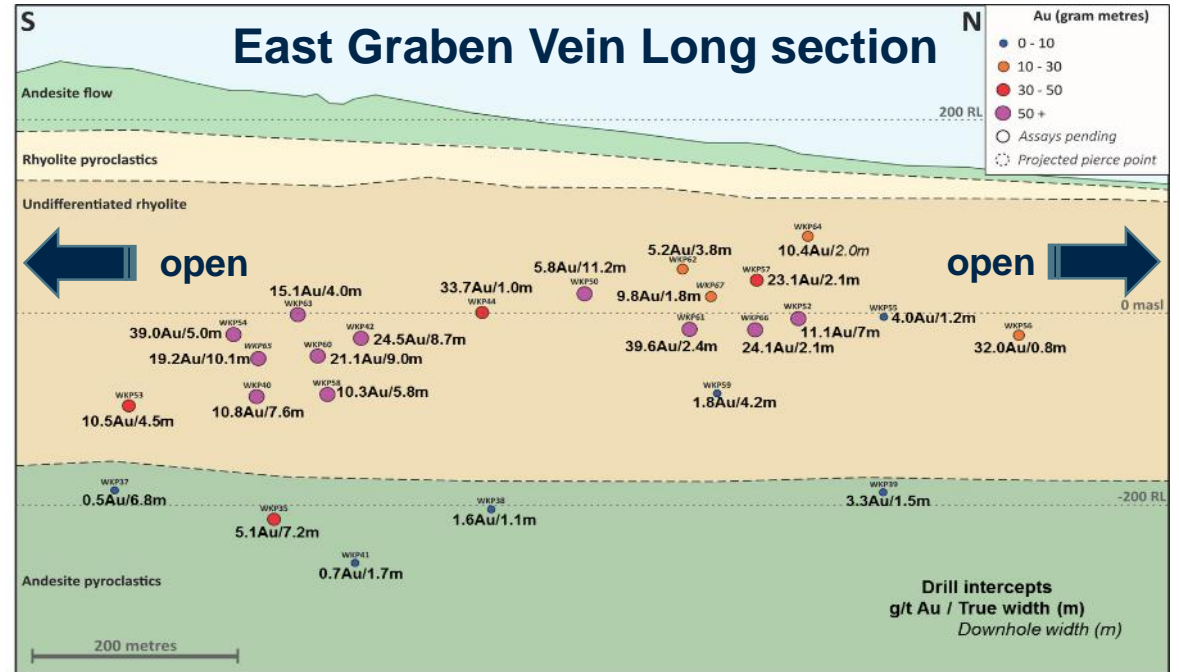 S
East Graben Vein Long section
N
Au (gram metres)
0 - 10
10 - 30
30 - 50
50 +
Assays pending
Projected pierce point
Andesite flow
200 RL
Rhyolite pyroclastics
Undifferentiated rhyolite
open
open
WKP64
10.4Au/2.0m
5.2Au/3.8m
WKP62
5.8Au/11.2m
WKP50
WKP57
23.1Au/2.1m
9.8Au/1.8m
WKP67
33.7Au/1.0m
WKP44
15.1Au/4.0m
WKP63
0 masl
WKP55
4.0Au/1.2m
WKP52
11.1Au/7m
WKP66
24.1Au/2.1m
WKP61
39.6Au/2.4m
WKP56
32.0Au/0.8m
39.0Au/5.0m
WKP54
WKP42
24.5Au/8.7m
19.2Au/10.1m
WKP65
WKP60
21.1Au/9.0m
WKP58
10.3Au/5.8m
WKP40
10.8Au/7.6m
WKP53
10.5Au/4.5m
WKP59
1.8Au/4.2m
WKP37
0.5Au/6.8m
WKP39
3.3Au/1.5m
-200 RL
WKP35
5.1Au/7.2m
WKP38
1.6Au/1.1m
WKP41
0.7Au/1.7m
Andesite pyroclastics
Drill intercepts
g/t Au / True width (m)
Downhole width (m)
200 metres